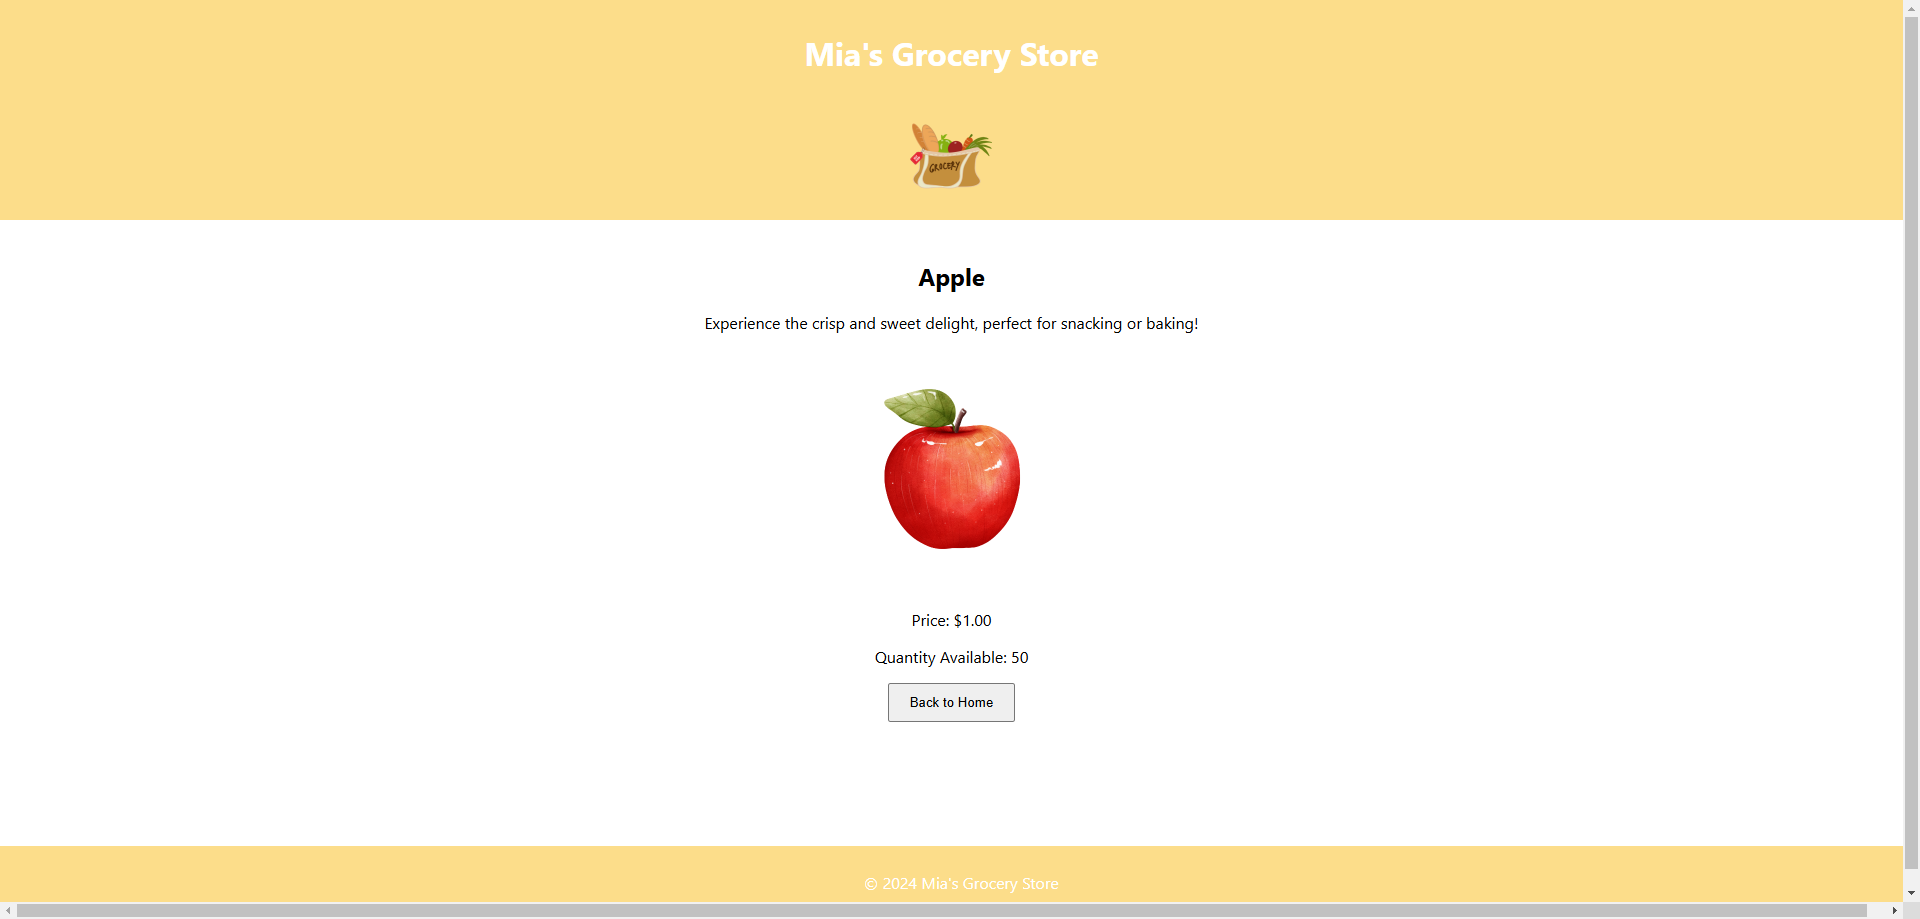 Mia's Grocery Store
GROCERY
Apple
Experience the crisp and sweet delight, perfect for snacking or baking!
Price: $1.00
Quantity Available: 50
Back to Home
© 2024 Mia's Grocery Store